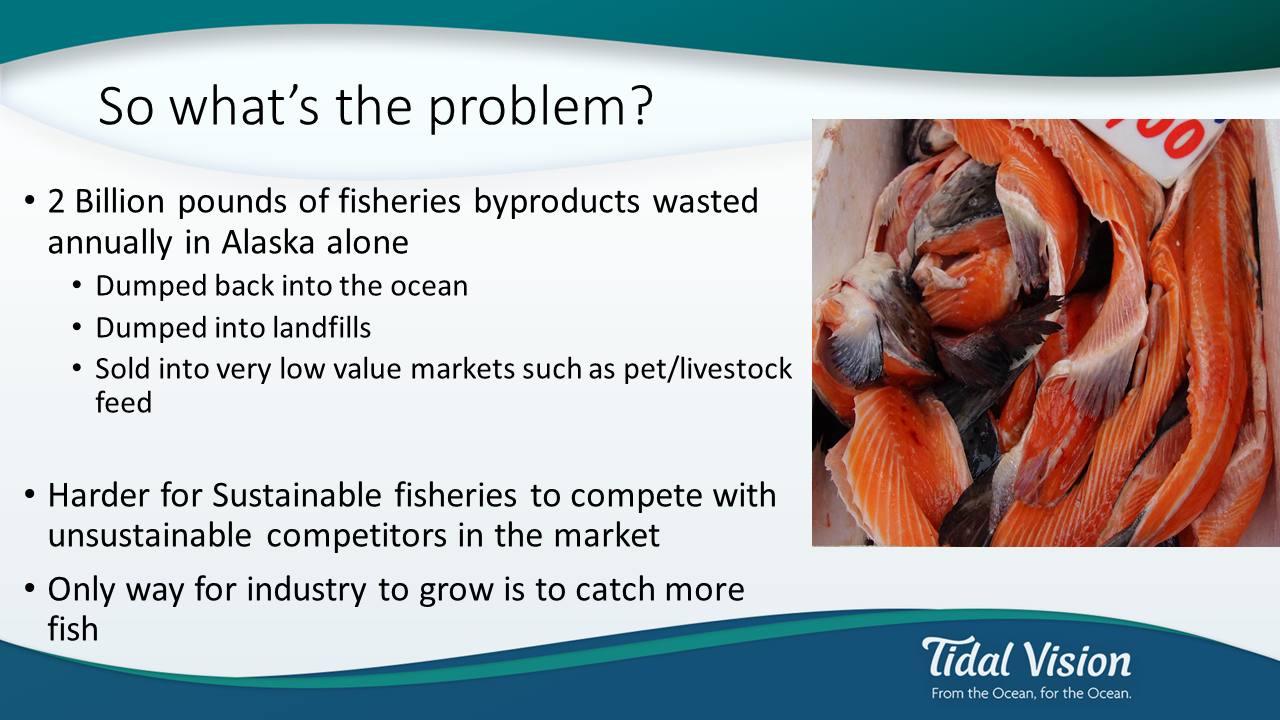 So what's the problem?
• 2 Billion pounds of fisheries byproducts wasted
annually in Alaska alone
• Dumped back into the ocean
• Dumped into landfills
• Sold into very low value markets such as pet/livestock
feed
• Harder for Sustainable fisheries to compete with
unsustainable competitors in the market
• Only way for industry to grow is to catch more
fish
Tidal Vision
From the Ocean, for the Ocean.